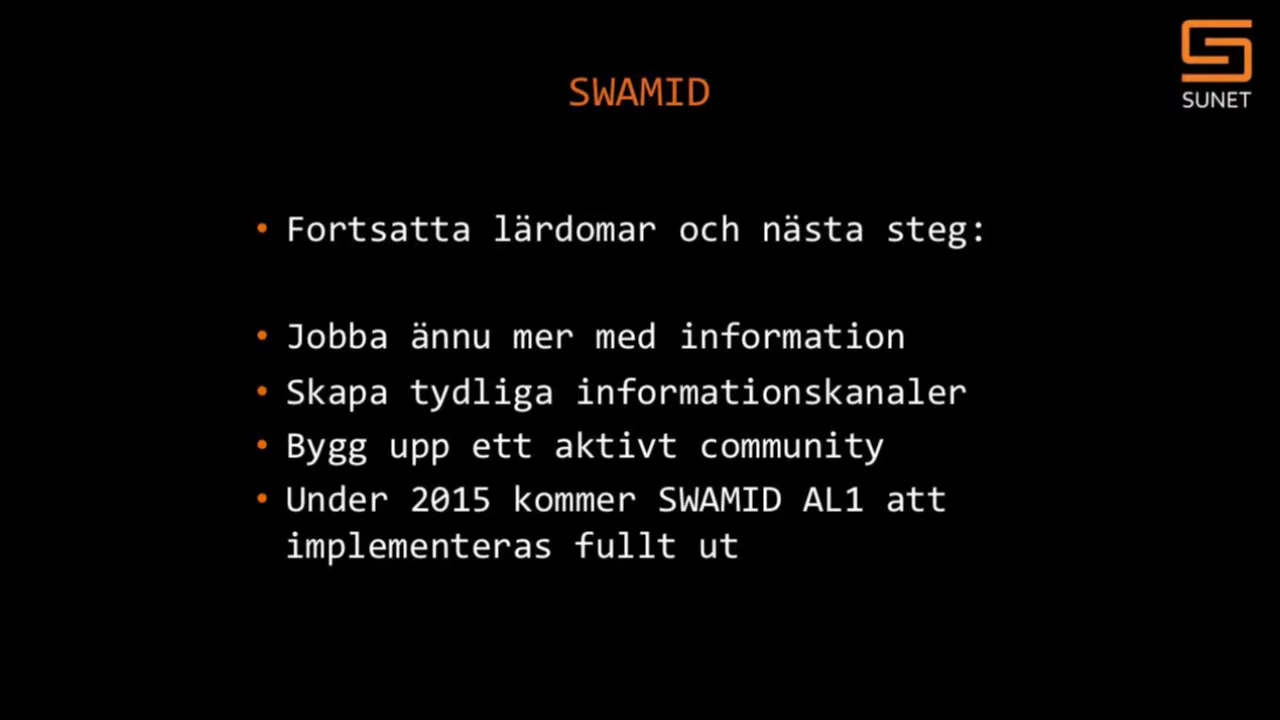 SUNET
SWAMID
• Fortsatta lärdomar och nästa steg:
• Jobba ännu mer med information
• Skapa tydliga informationskanaler
• Bygg upp ett aktivt community
• Under 2015 kommer SWAMID AL1 att
implementeras fullt ut